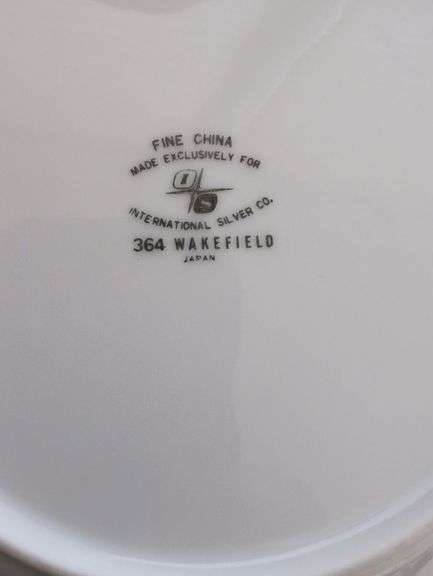 FINE CHINA
MADE EXCLUSIVELY FOR
I
S
INTERNATIONAL SILVER CO.
364 WAKEFIELD
JAPAN